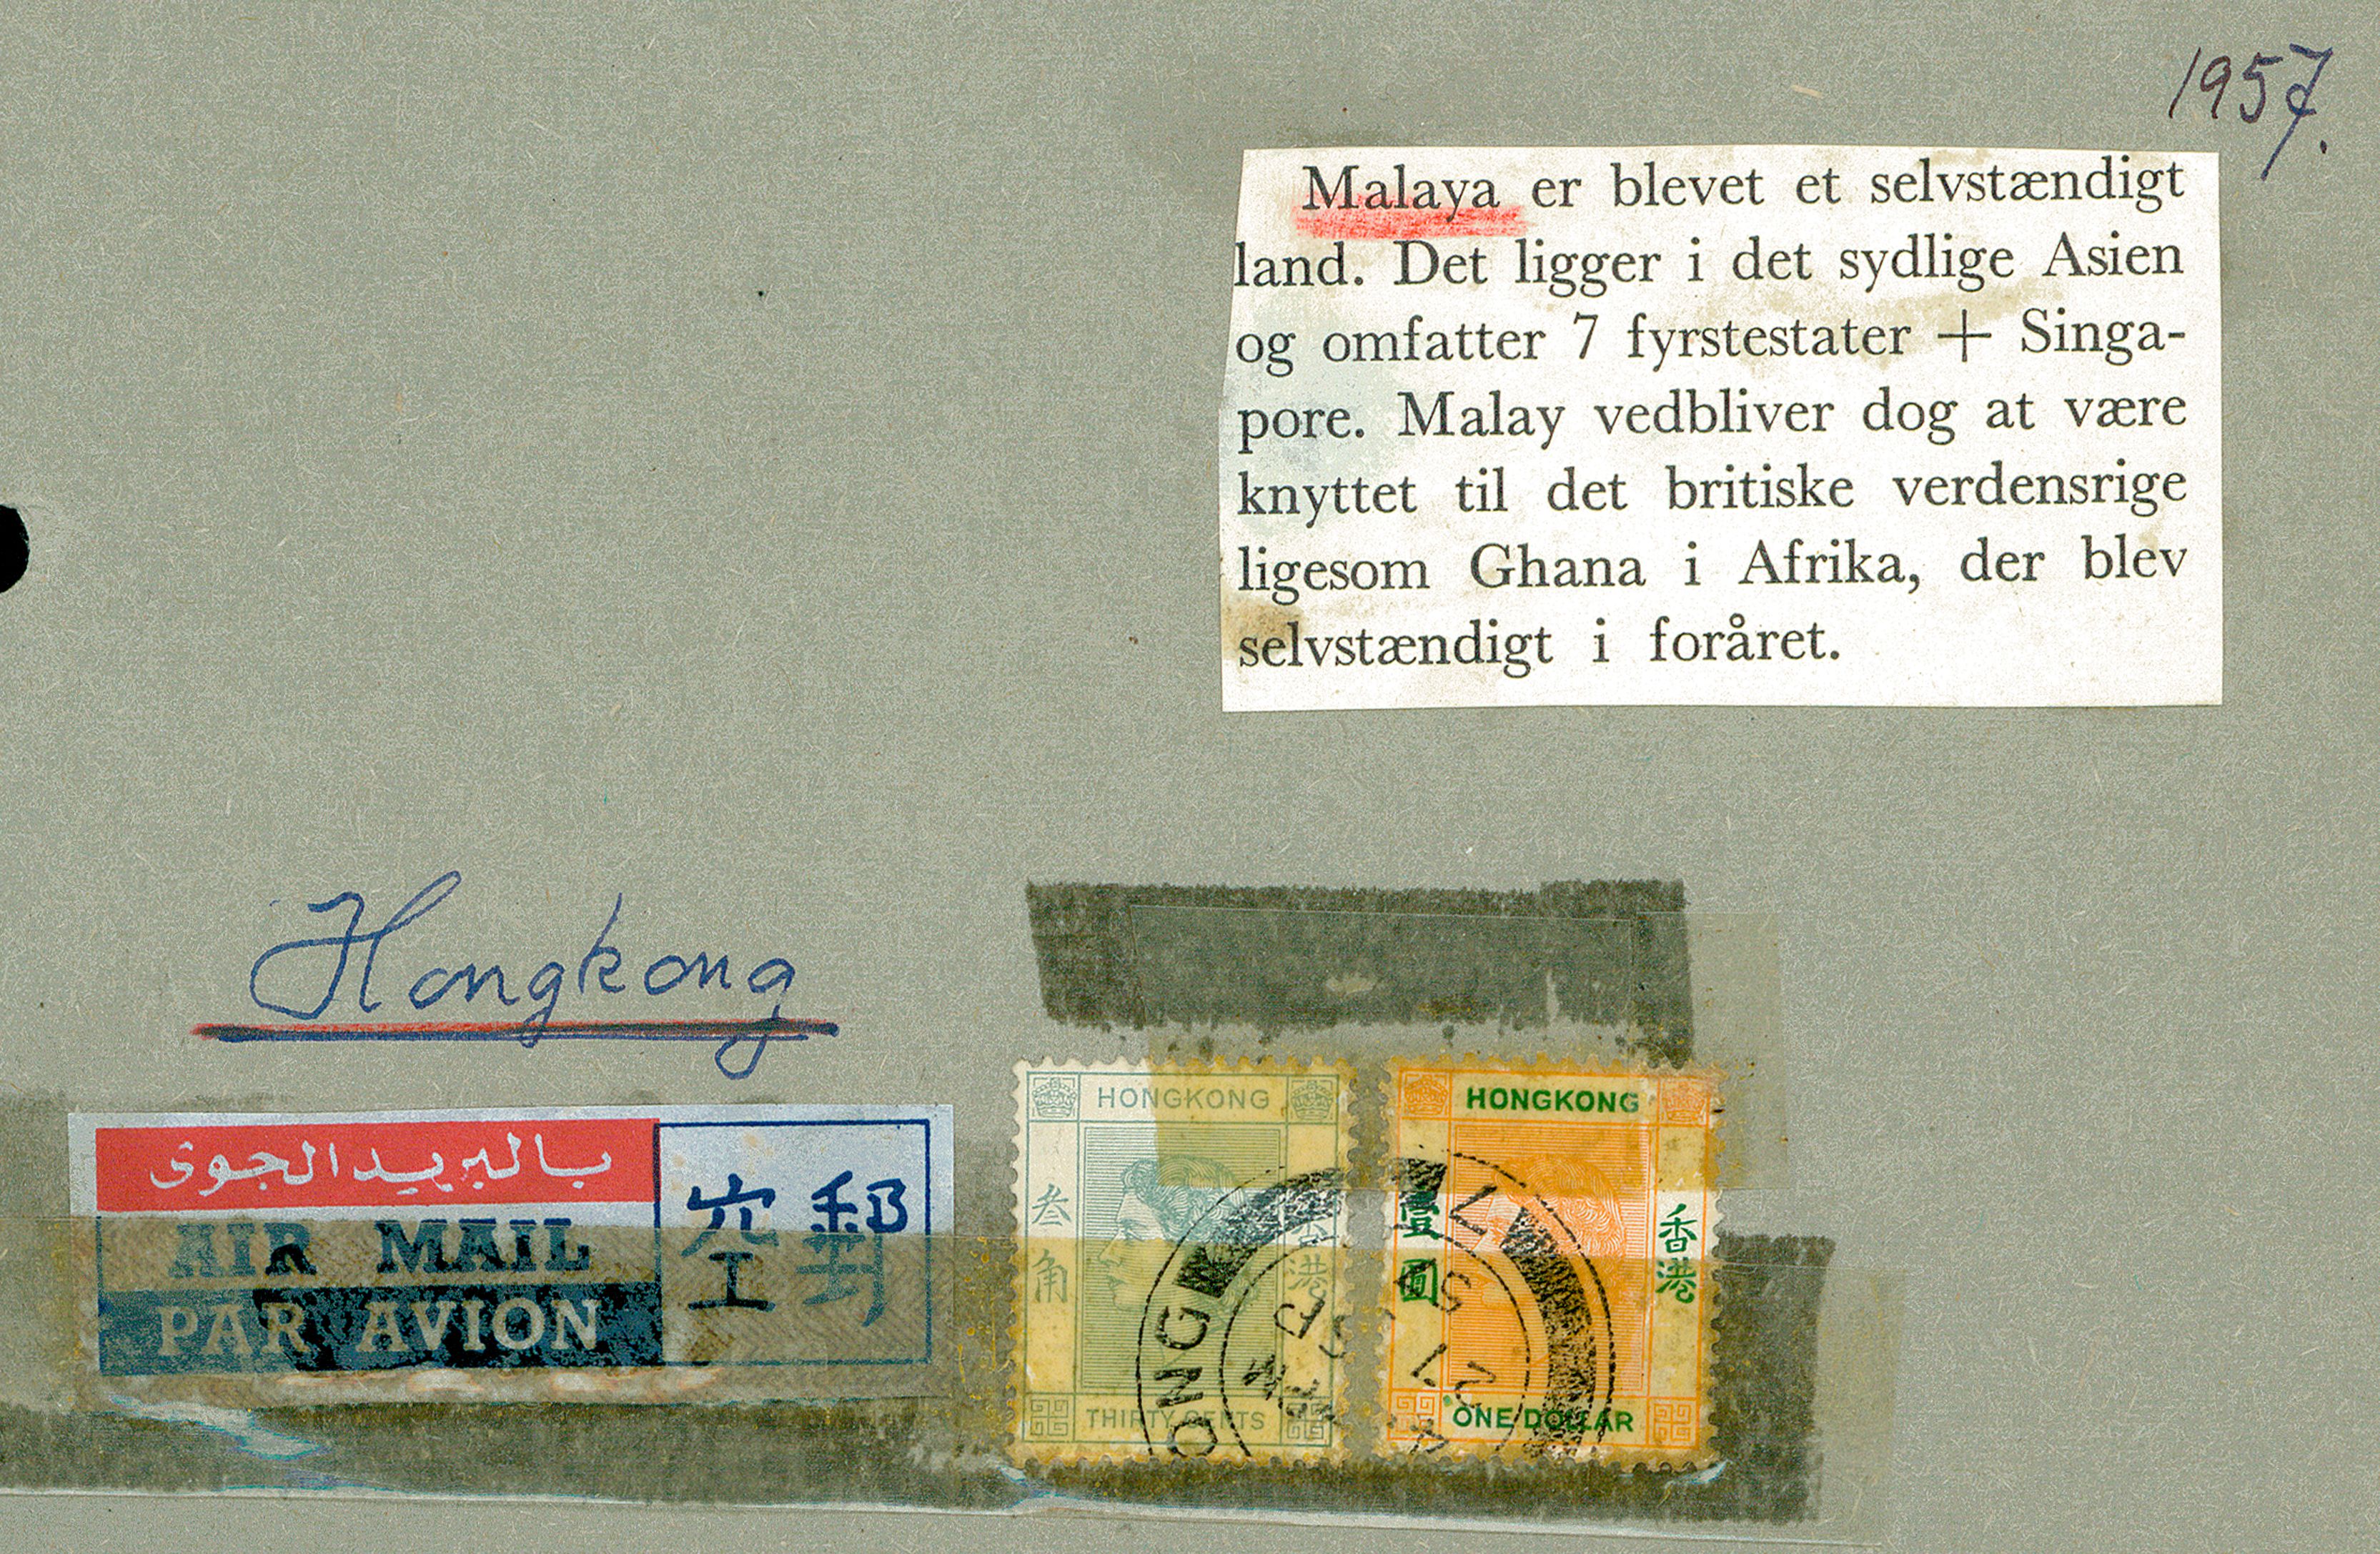 1957.
Malaya er blevet et selvstændigt
land. Det ligger i det sydlige Asien
og omfatter 7 fyrstestater + Singa-
pore. Malay vedbliver dog at være
knyttet til det britiske verdensrige
ligesom Ghana i Afrika, der blev
selvstændigt i foråret.
Hongkong
بالبريد الجوى
AIR MAIL
PAR AVION
郵空
HONGKONG
叁角
香港
THIRTY CENTS
HONGKONG
壹圓
香港
ONE DOLLAR
ONG